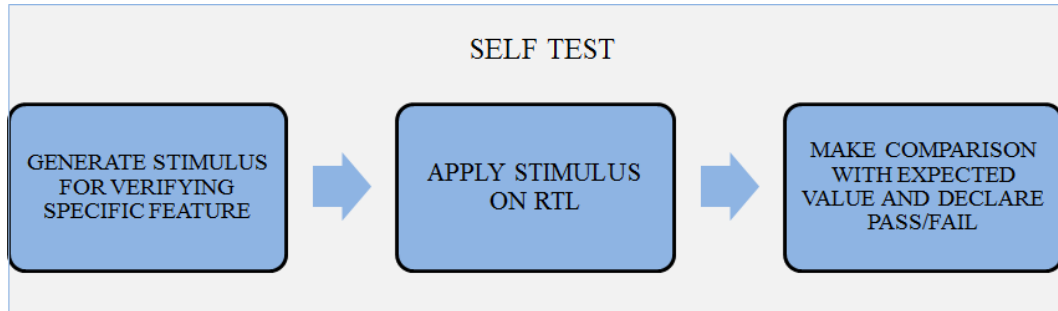 SELF TEST
GENERATE STIMULUS
FOR VERIFYING
SPECIFIC FEATURE
APPLY STIMULUS
ON RTL
MAKE COMPARISON
WITH EXPECTED
VALUE AND DECLARE
PASS/FAIL